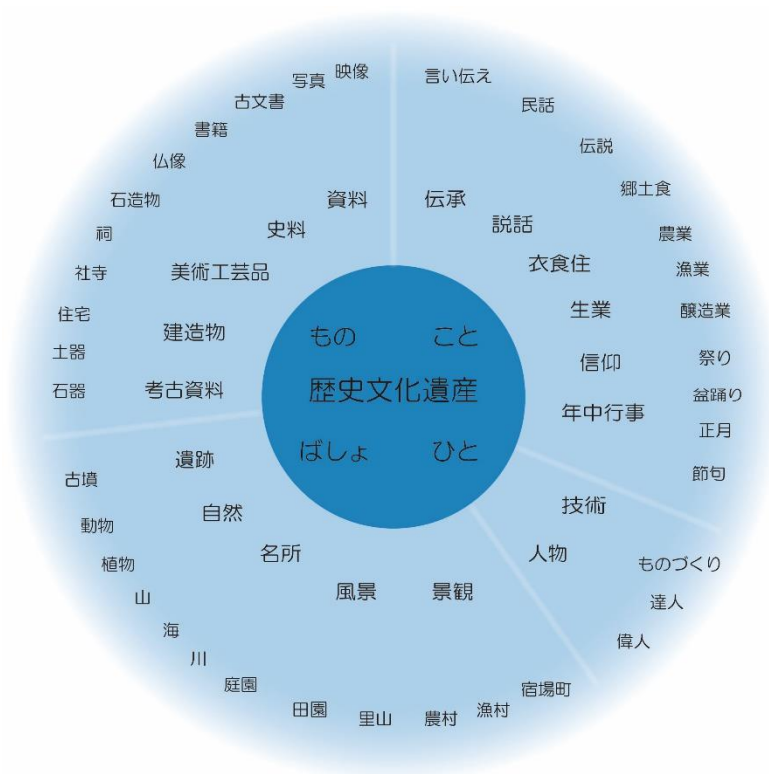 もの
こと
歴史文化遺産
ばしょ
ひと
資料
史料
美術工芸品
建造物
考古資料
映像
写真
古文書
書籍
仏像
石造物
祠
社寺
住宅
土器
石器
伝承
説話
衣食住
生業
信仰
年中行事
言い伝え
民話
伝説
郷土食
農業
漁業
醸造業
祭り
盆踊り
正月
節句
技術
人物
ものづくり
達人
偉人
遺跡
自然
名所
風景
景観
古墳
動物
植物
山
海
川
庭園
田園
里山
農村
漁村
宿場町